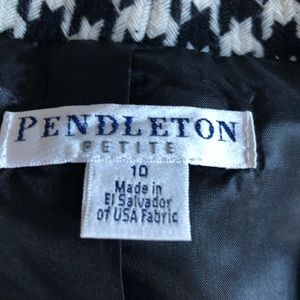 PENDLETON
PETITE
10
Made in
El Salvador
of USA Fabric